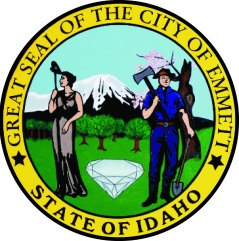 GREAT SEAL OF THE CITY OF EMMETT
STATE OF IDAHO